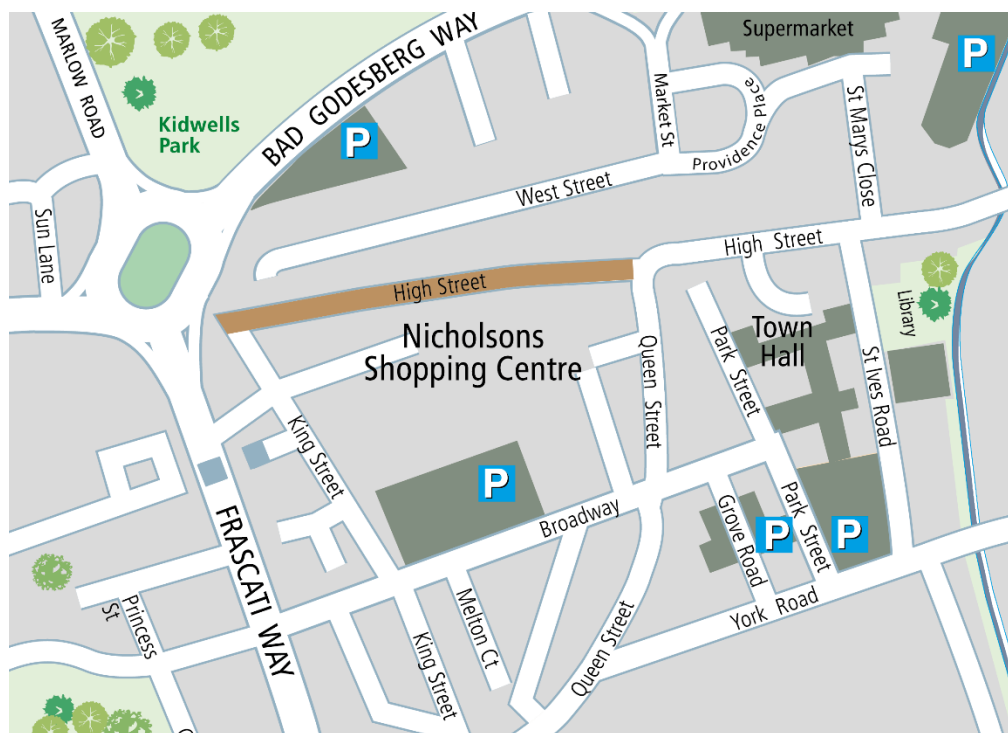 MARLOW ROAD
Kidwells
Park
BAD GODESBERG WAY
P
Supermarket
P
Market St
Providence Place
St Marys Close
West Street
Sun Lane
High Street
High Street
Nicholsons
Shopping Centre
Town
Hall
Library
Park Street
Queen Street
St Ives Road
King Street
P
Broadway
Grove Road
P
Park Street
P
FRASCATI WAY
Princess
St
Melton Ct
King Street
Queen Street
York Road